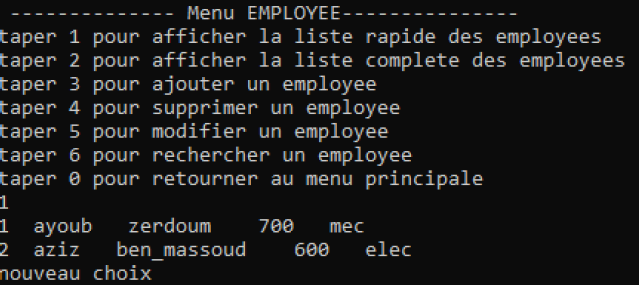 -------------- Menu EMPLOYEE---------------
taper 1 pour afficher la liste rapide des employees
taper 2 pour afficher la liste complete des employees
taper 3 pour ajouter un employee
taper 4 pour supprimer un employee
taper 5 pour modifier un employee
taper 6 pour rechercher un employee
taper 0 pour retourner au menu principale
1
1  ayoub   zerdoum    700   mec
2  aziz   ben_massoud    600   elec
nouveau choix